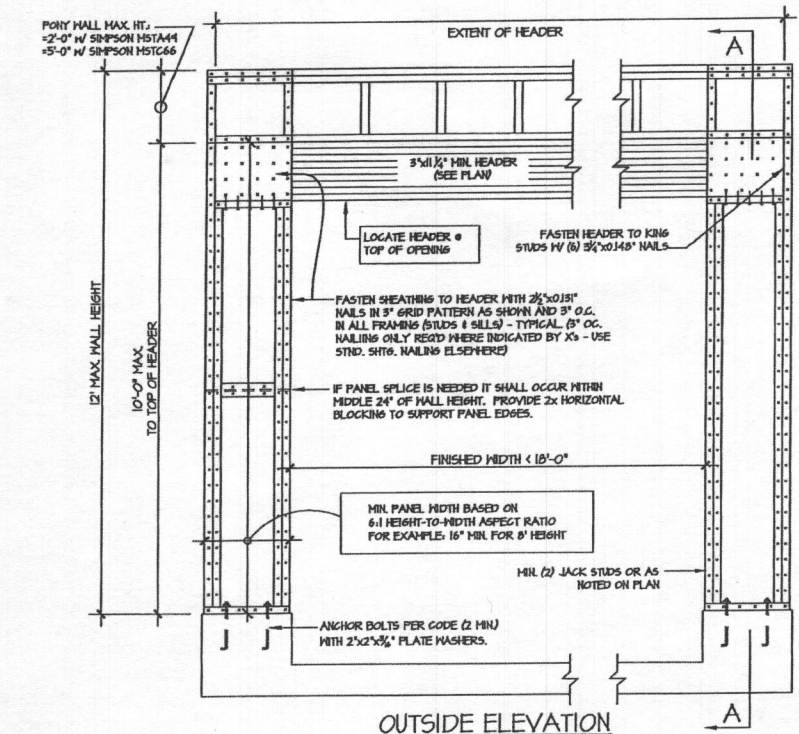 PONY WALL MAX. HT.:
=2'-0" W/ SIMPSON MSTA44
=5'-0" W/ SIMPSON MSTC66
EXTENT OF HEADER
A
3"x11 1/4" MIN. HEADER
(SEE PLAN)
LOCATE HEADER @
TOP OF OPENING
FASTEN HEADER TO KING
STUDS W/ (6) 3 1/4"x0.148" NAILS
FASTEN SHEATHING TO HEADER WITH 2 1/2"x0.131"
NAILS IN 3" GRID PATTERN AS SHOWN AND 3" O.C.
IN ALL FRAMING (STUDS & SILLS) - TYPICAL. (3" OC.
NAILING ONLY REQ'D WHERE INDICATED BY X's - USE
STND. SHTG. NAILING ELSEWHERE)
12' MAX. WALL HEIGHT
10'-0" MAX.
TO TOP OF HEADER
IF PANEL SPLICE IS NEEDED IT SHALL OCCUR WITHIN
MIDDLE 24" OF WALL HEIGHT. PROVIDE 2x HORIZONTAL
BLOCKING TO SUPPORT PANEL EDGES.
FINISHED WIDTH < 18'-0"
MIN. PANEL WIDTH BASED ON
6:1 HEIGHT-TO-WIDTH ASPECT RATIO
FOR EXAMPLE: 16" MIN. FOR 8' HEIGHT
MIN. (2) JACK STUDS OR AS
NOTED ON PLAN
ANCHOR BOLTS PER CODE (2 MIN.)
WITH 2"x2"x3/16" PLATE WASHERS.
A
OUTSIDE ELEVATION